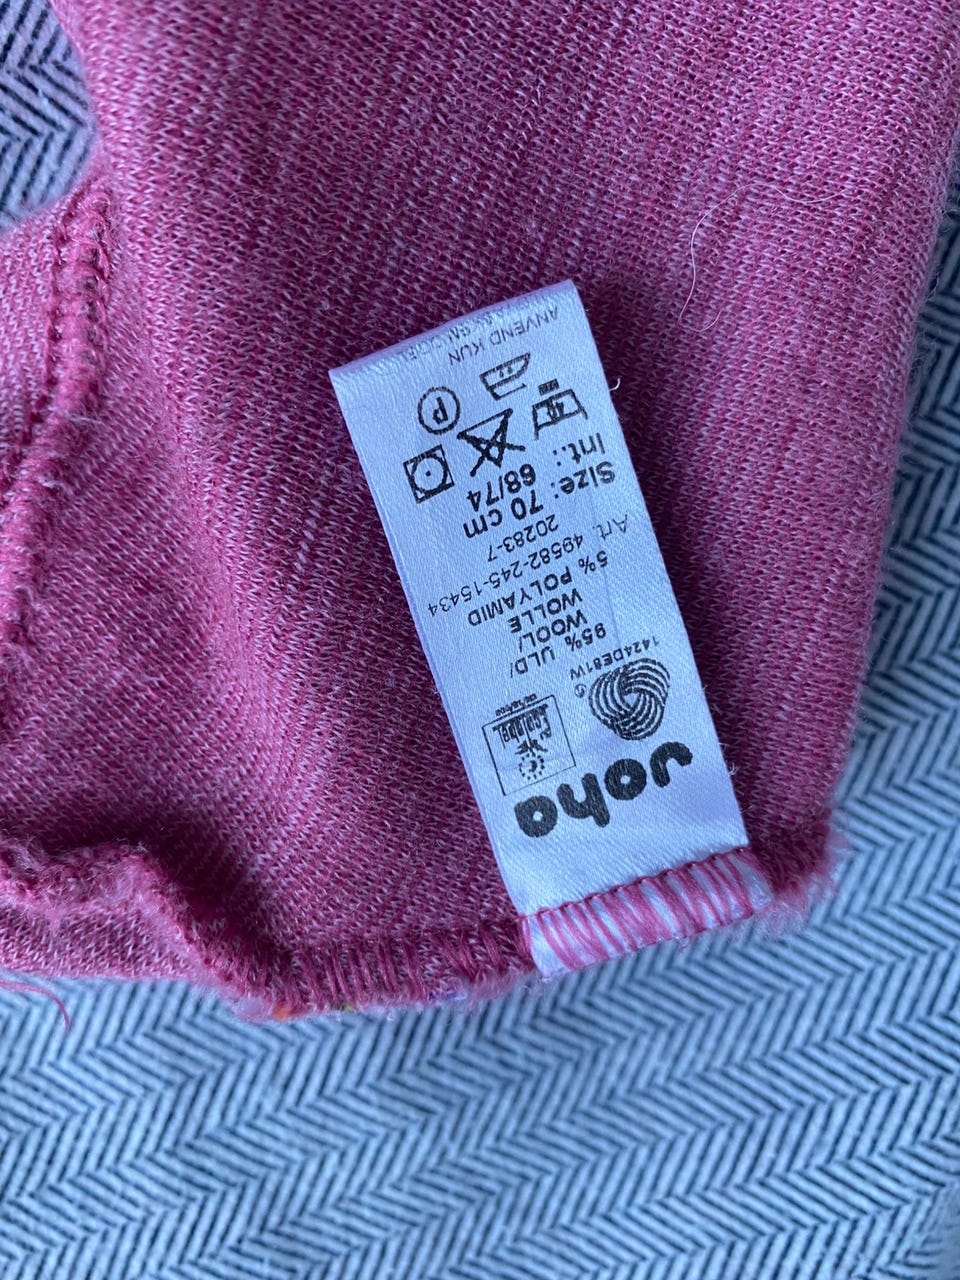 Joha
1424DE81W
95% ULD/
WOOL/
WOLLE
5% POLYAMID
Art. 49582-245-15434
20283-7
Size: 70 cm
Int.: 68/74
40
P
ANVEND KUN